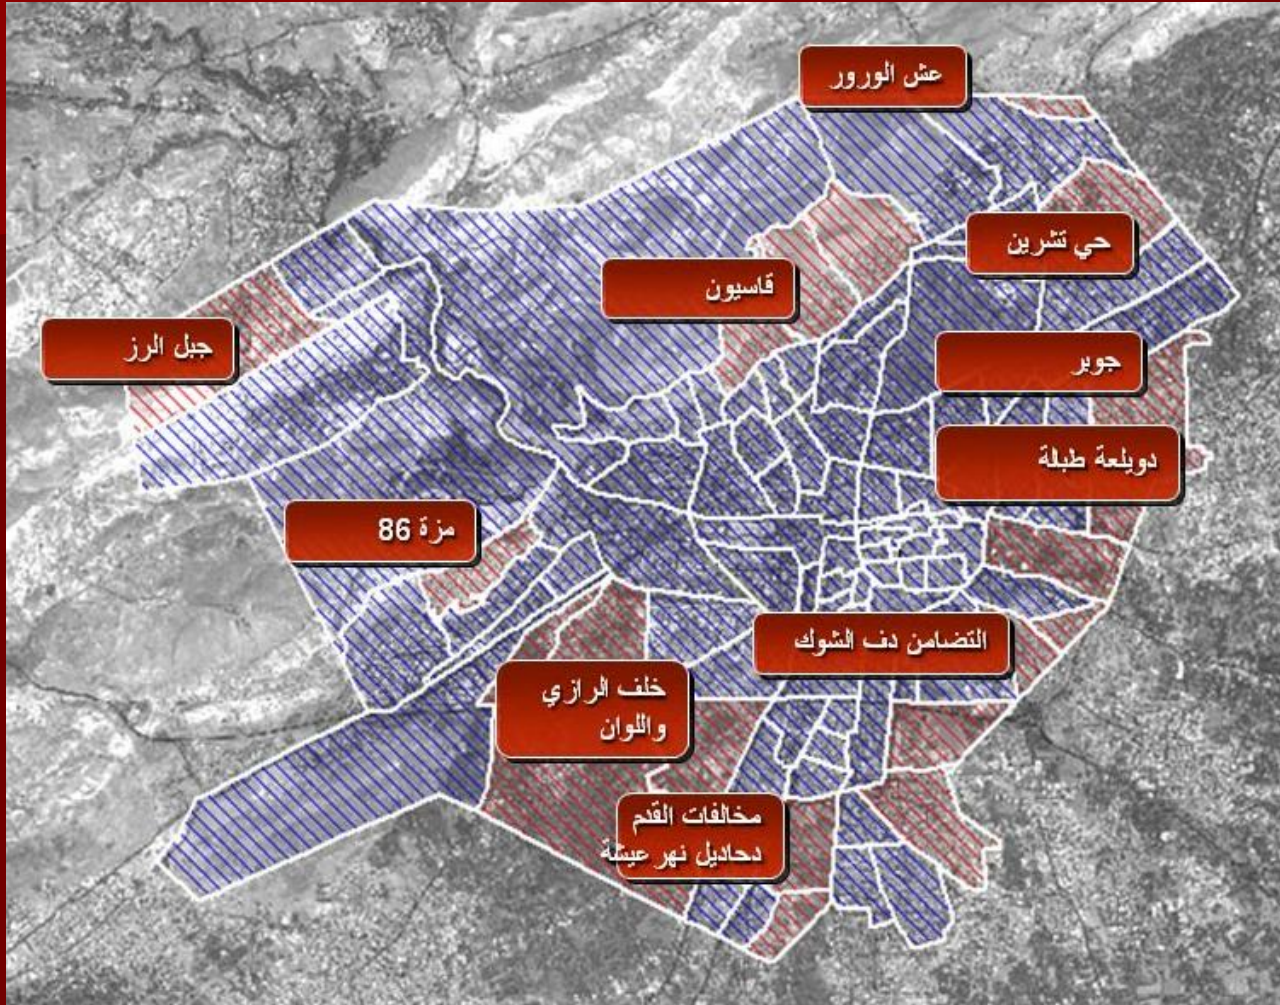 عش الورور
حي تشرين
قاسيون
جبل الرز
جوبر
دويلعة طبالة
مزة 86
التضامن دف الشوك
خلف الرازي
واللوان
مخالفات القدم
دحاديل نهر عيشة